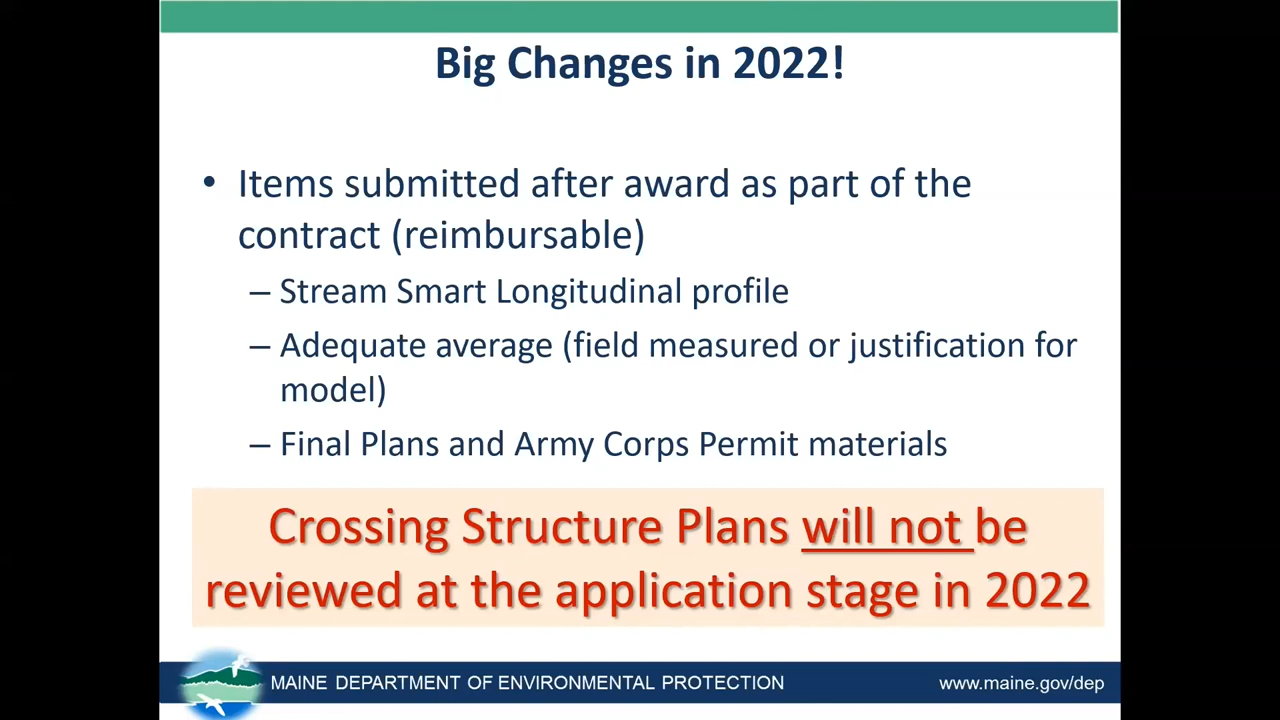 Big Changes in 2022!
• Items submitted after award as part of the
contract (reimbursable)
– Stream Smart Longitudinal profile
– Adequate average (field measured or justification for
model)
– Final Plans and Army Corps Permit materials
Crossing Structure Plans will not be
reviewed at the application stage in 2022
MAINE DEPARTMENT OF ENVIRONMENTAL PROTECTION
www.maine.gov/dep